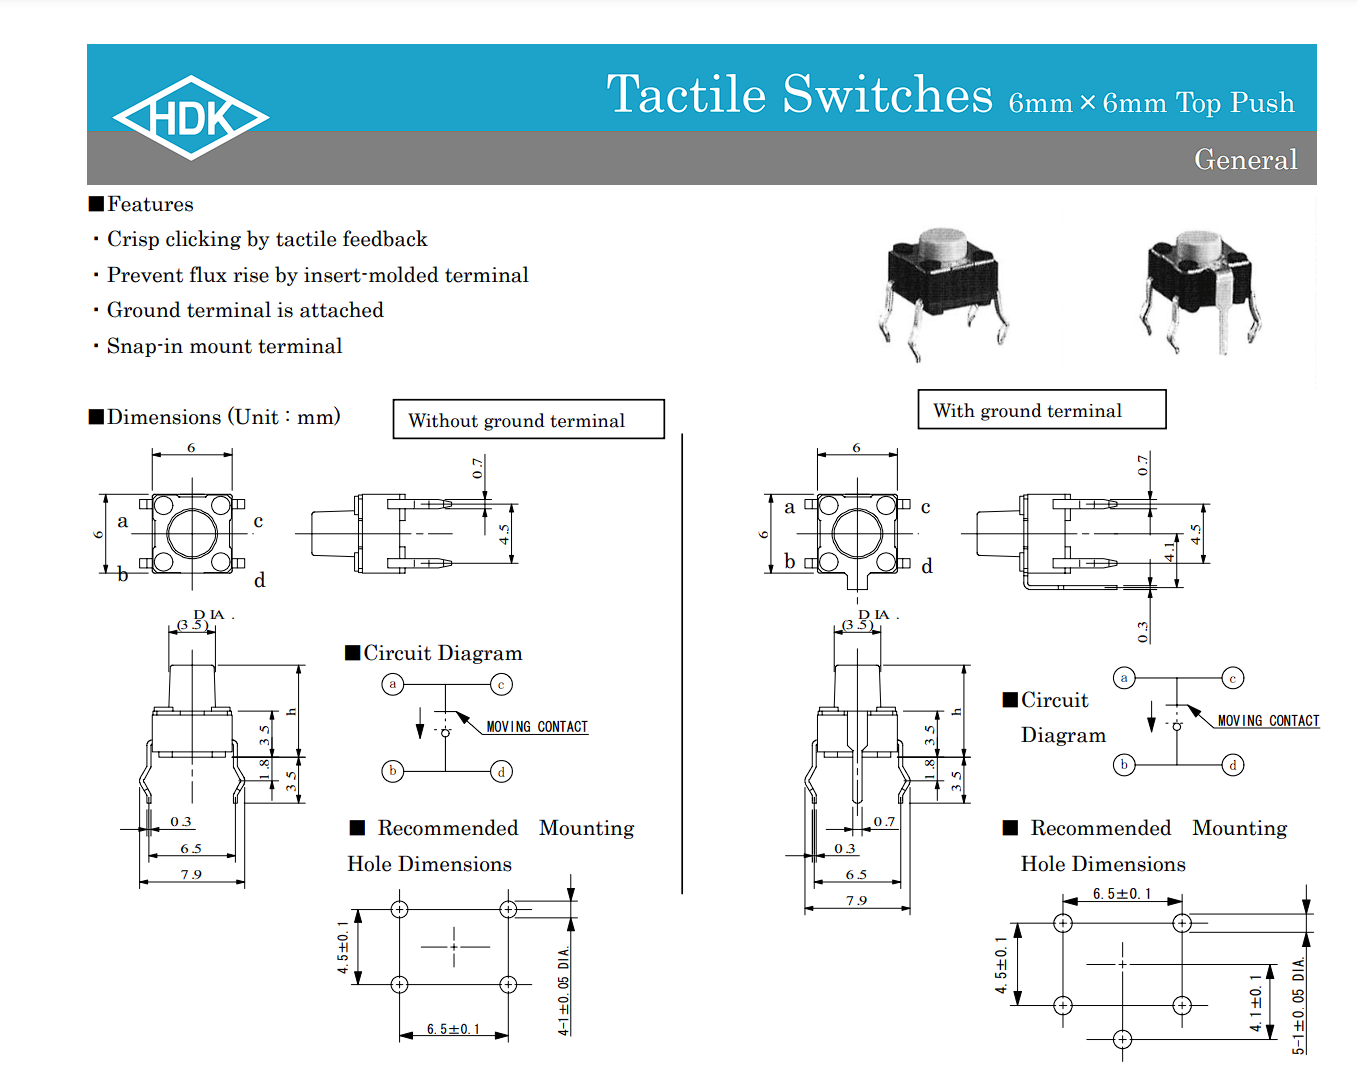 HDK
Tactile Switches 6mm×6mm Top Push
General
■Features
・Crisp clicking by tactile feedback
・Prevent flux rise by insert-molded terminal
・Ground terminal is attached
・Snap-in mount terminal
■Dimensions (Unit : mm)
Without ground terminal
6
6
a
b
c
d
0.7
4.5
DIA.
(3.5)
h
3.5
1.8
3.5
0.3
6.5
7.9
■Circuit Diagram
a
c
MOVING CONTACT
b
d
■ Recommended Mounting
Hole Dimensions
4.5±0.1
6.5±0.1
4-1±0.05 DIA.
With ground terminal
6
6
a
b
c
d
0.7
4.5
4.1
0.3
DIA.
(3.5)
h
3.5
1.8
3.5
0.7
0.3
6.5
7.9
■Circuit
Diagram
a
c
MOVING CONTACT
b
d
■ Recommended Mounting
Hole Dimensions
6.5±0.1
4.5±0.1
4.1±0.1
5-1±0.05 DIA.